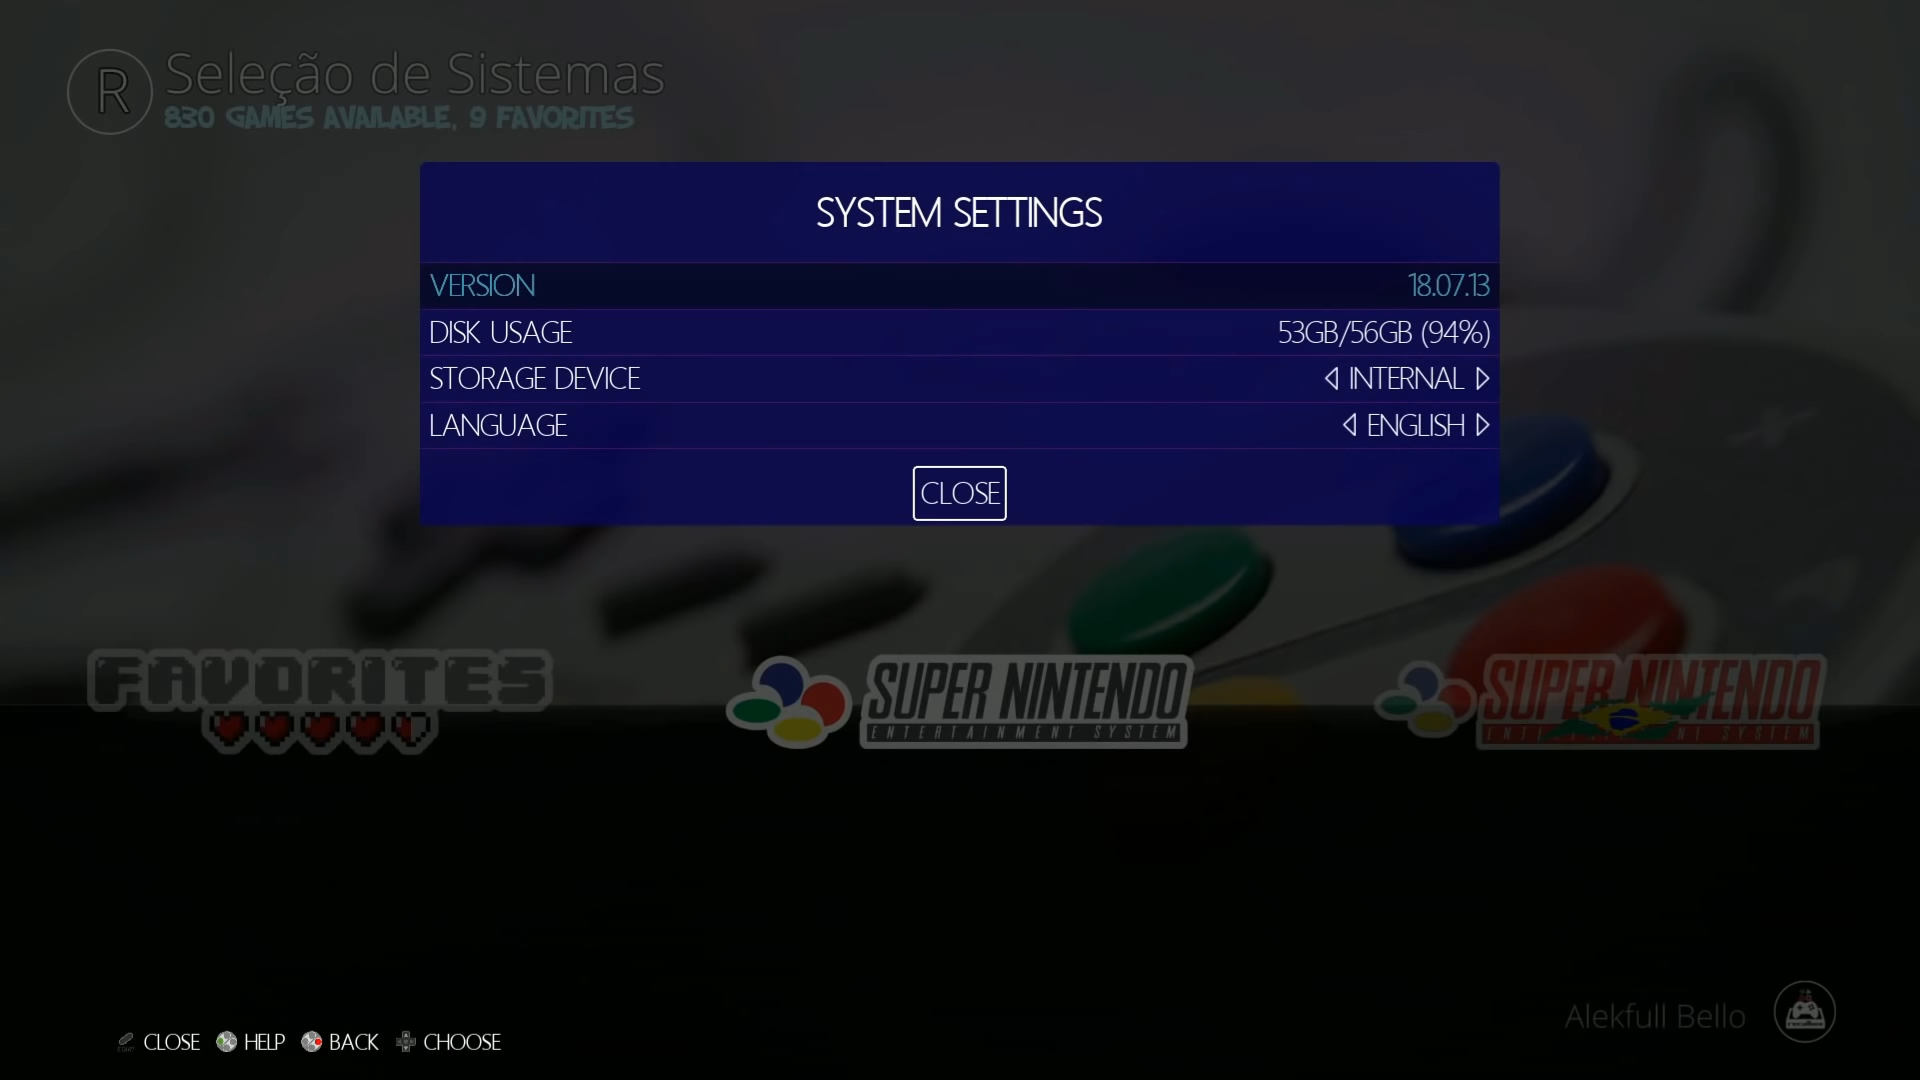 R
Seleção de Sistemas
830 GAMES AVAILABLE, 9 FAVORITES
SYSTEM SETTINGS
VERSION 18.07.13
DISK USAGE 53GB/56GB (94%)
STORAGE DEVICE INTERNAL
LANGUAGE ENGLISH
CLOSE
FAVORITES
SUPER NINTENDO
ENTERTAINMENT SYSTEM
SUPER NINTENDO
SYSTEM
Alekfull Bello
CLOSE HELP BACK CHOOSE